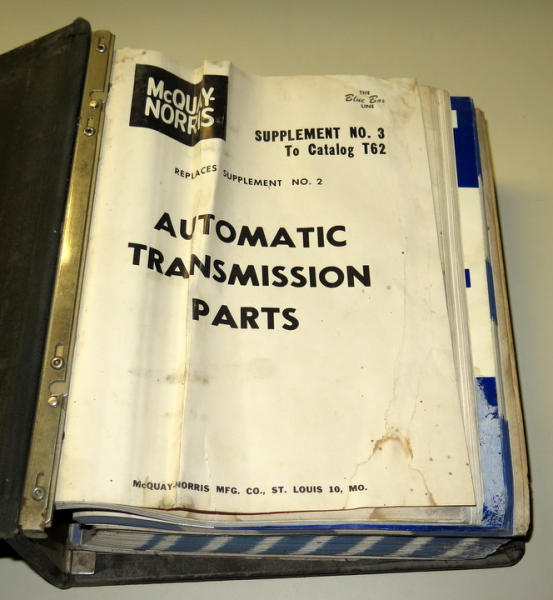 McQUAY-
NORRIS
THE
Blue Bar
LINE
SUPPLEMENT NO. 3
To Catalog T62
REPLACES SUPPLEMENT NO. 2
AUTOMATIC
TRANSMISSION
PARTS
McQUAY-NORRIS MFG. CO., ST. LOUIS 10, MO.